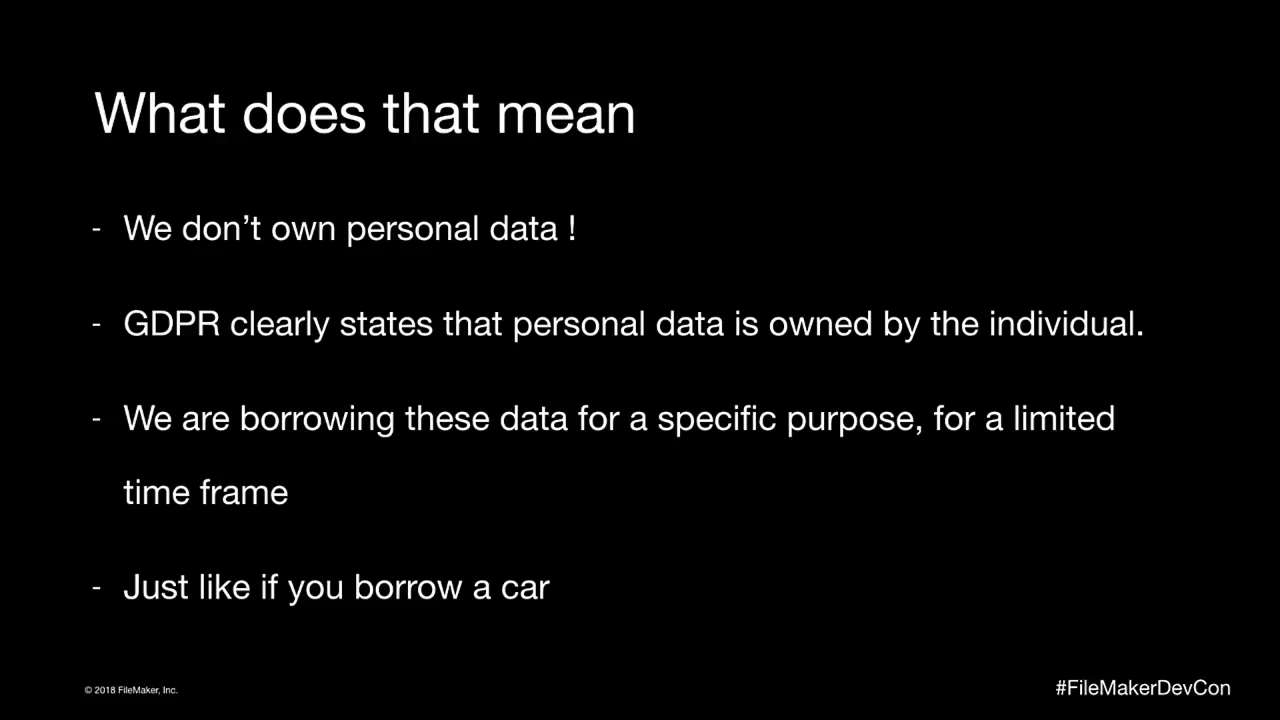 What does that mean
- We don’t own personal data !
- GDPR clearly states that personal data is owned by the individual.
- We are borrowing these data for a specific purpose, for a limited
time frame
- Just like if you borrow a car
© 2018 FileMaker, Inc.
#FileMakerDevCon